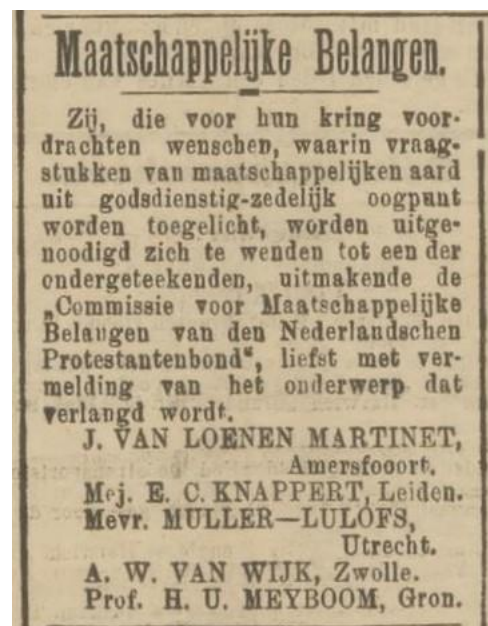 Maatschappelijke Belangen.
Zij, die voor hun kring voor-
drachten wenschen, waarin vraag-
stukken van maatschappelijken aard
uit godsdienstig-zedelijk oogpunt
worden toegelicht, worden uitge-
noodigd zich te wenden tot een der
ondergeteekenden, uitmakende de
„Commissie voor Maatschappelijke
Belangen van den Nederlandschen
Protestantenbond“, liefst met ver-
melding van het onderwerp dat
verlangd wordt.
J. VAN LOENEN MARTINET,
Amersfooort.
Mej. E. C. KNAPPERT, Leiden.
Mevr. MULLER—LULOFS,
Utrecht.
A. W. VAN WIJK, Zwolle.
Prof. H. U. MEYBOOM, Gron.